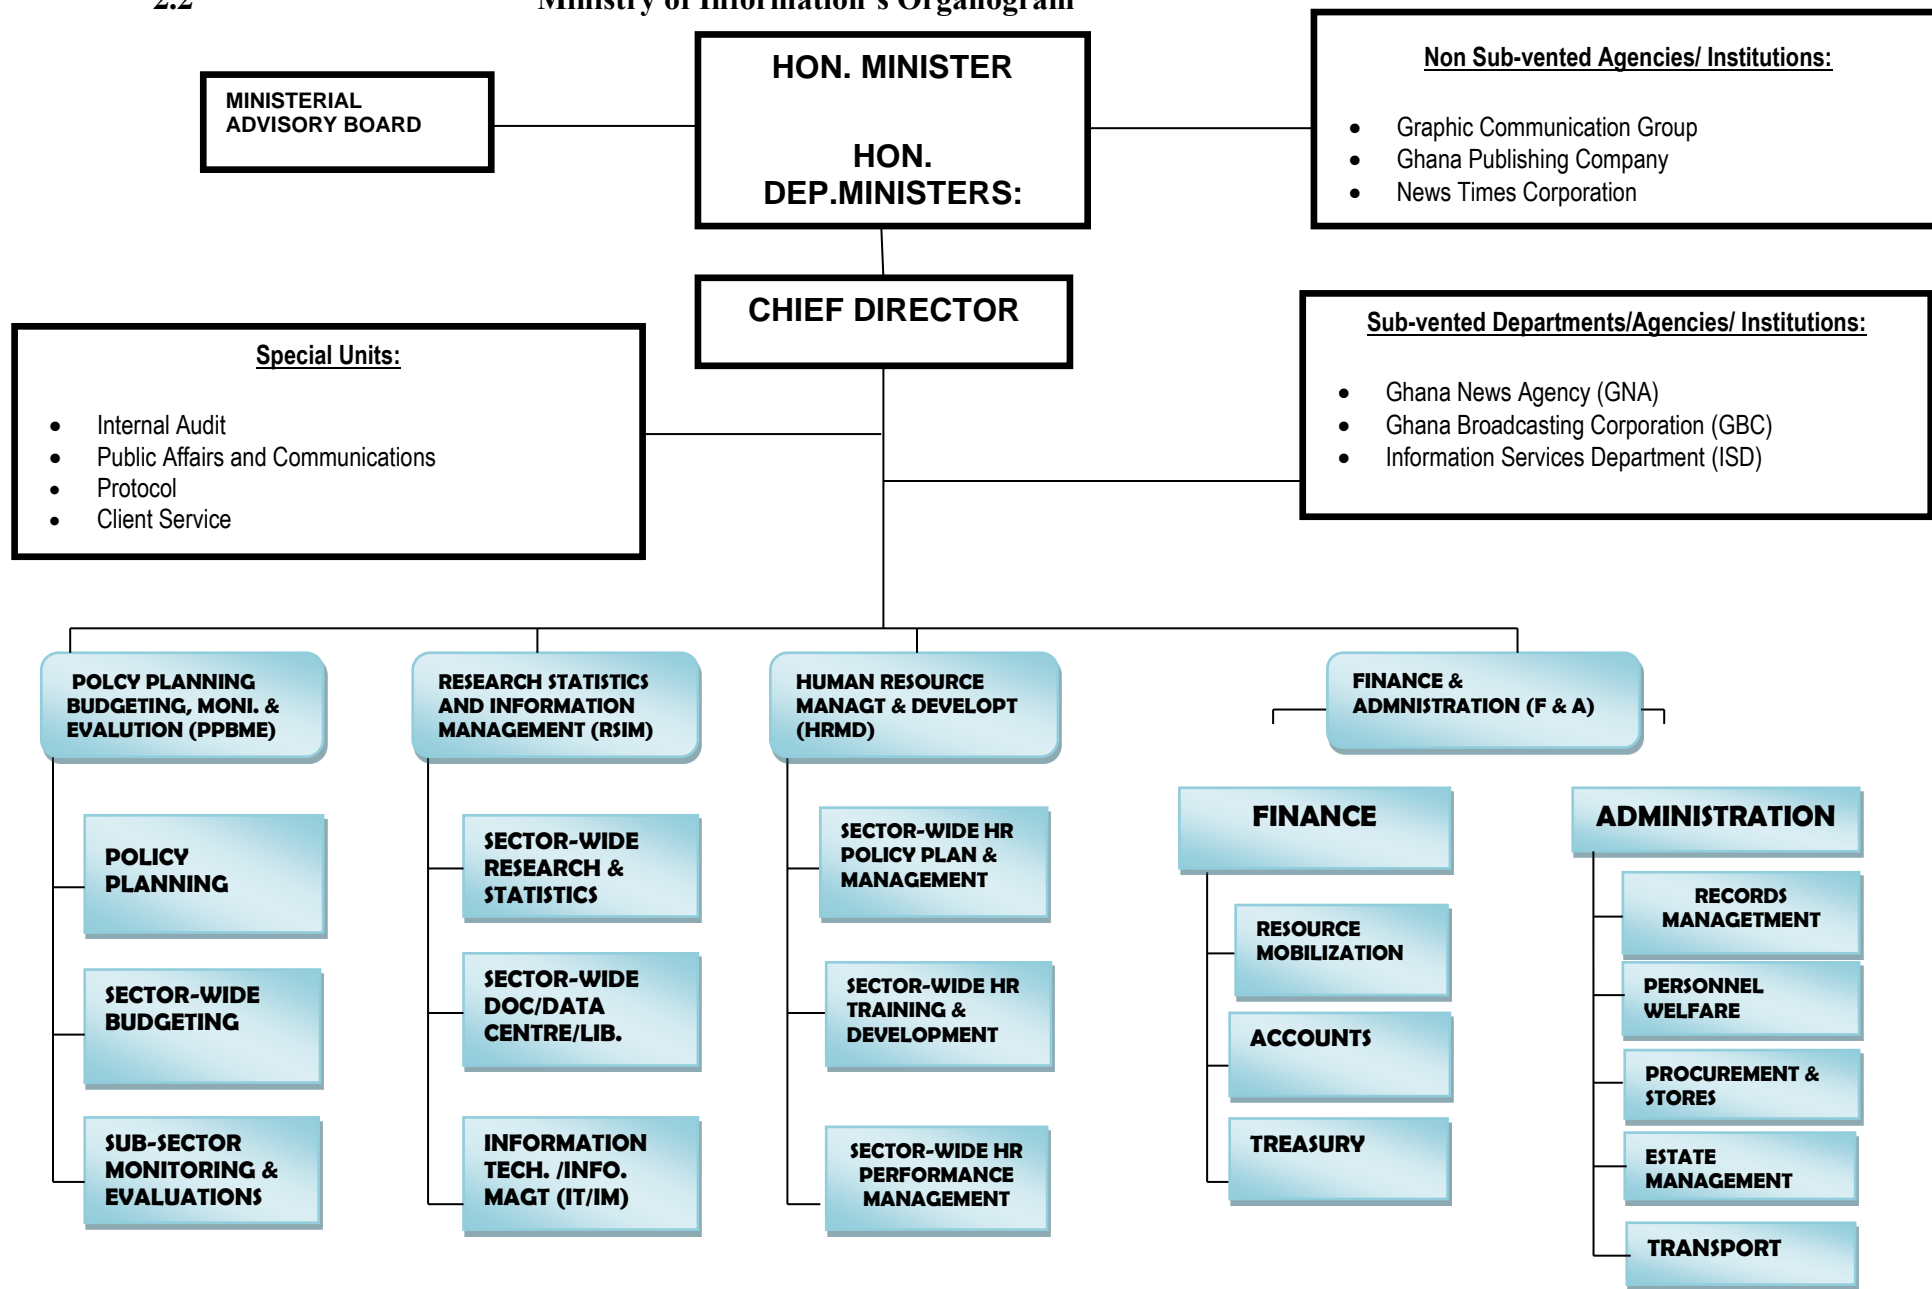 2.2 Ministry of Information's Organogram
MINISTERIAL
ADVISORY BOARD
HON. MINISTER
HON.
DEP.MINISTERS:
Non Sub-vented Agencies/ Institutions:
• Graphic Communication Group
• Ghana Publishing Company
• News Times Corporation
CHIEF DIRECTOR
Special Units:
• Internal Audit
• Public Affairs and Communications
• Protocol
• Client Service
Sub-vented Departments/Agencies/ Institutions:
• Ghana News Agency (GNA)
• Ghana Broadcasting Corporation (GBC)
• Information Services Department (ISD)
POLCY PLANNING
BUDGETING, MONI. &
EVALUTION (PPBME)
RESEARCH STATISTICS
AND INFORMATION
MANAGEMENT (RSIM)
HUMAN RESOURCE
MANAGT & DEVELOPT
(HRMD)
FINANCE &
ADMNISTRATION (F & A)
POLICY
PLANNING
SECTOR-WIDE
BUDGETING
SUB-SECTOR
MONITORING &
EVALUATIONS
SECTOR-WIDE
RESEARCH &
STATISTICS
SECTOR-WIDE
DOC/DATA
CENTRE/LIB.
INFORMATION
TECH. /INFO.
MAGT (IT/IM)
SECTOR-WIDE HR
POLICY PLAN &
MANAGEMENT
SECTOR-WIDE HR
TRAINING &
DEVELOPMENT
SECTOR-WIDE HR
PERFORMANCE
MANAGEMENT
FINANCE
RESOURCE
MOBILIZATION
ACCOUNTS
TREASURY
ADMINISTRATION
RECORDS
MANAGETMENT
PERSONNEL
WELFARE
PROCUREMENT &
STORES
ESTATE
MANAGEMENT
TRANSPORT